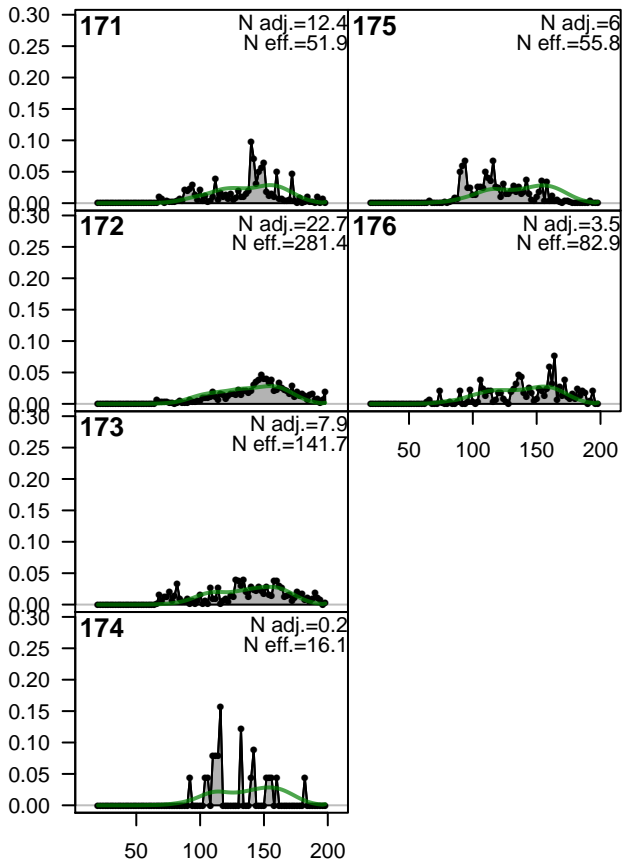 0.30
0.25
0.20
0.15
0.10
0.05
0.00
171
N adj.=12.4
N eff.=51.9
175
N adj.=6
N eff.=55.8
0.30
0.25
0.20
0.15
0.10
0.05
0.00
172
N adj.=22.7
N eff.=281.4
176
N adj.=3.5
N eff.=82.9
50 100 150 200
0.30
0.25
0.20
0.15
0.10
0.05
0.00
173
N adj.=7.9
N eff.=141.7
0.30
0.25
0.20
0.15
0.10
0.05
0.00
174
N adj.=0.2
N eff.=16.1
50 100 150 200